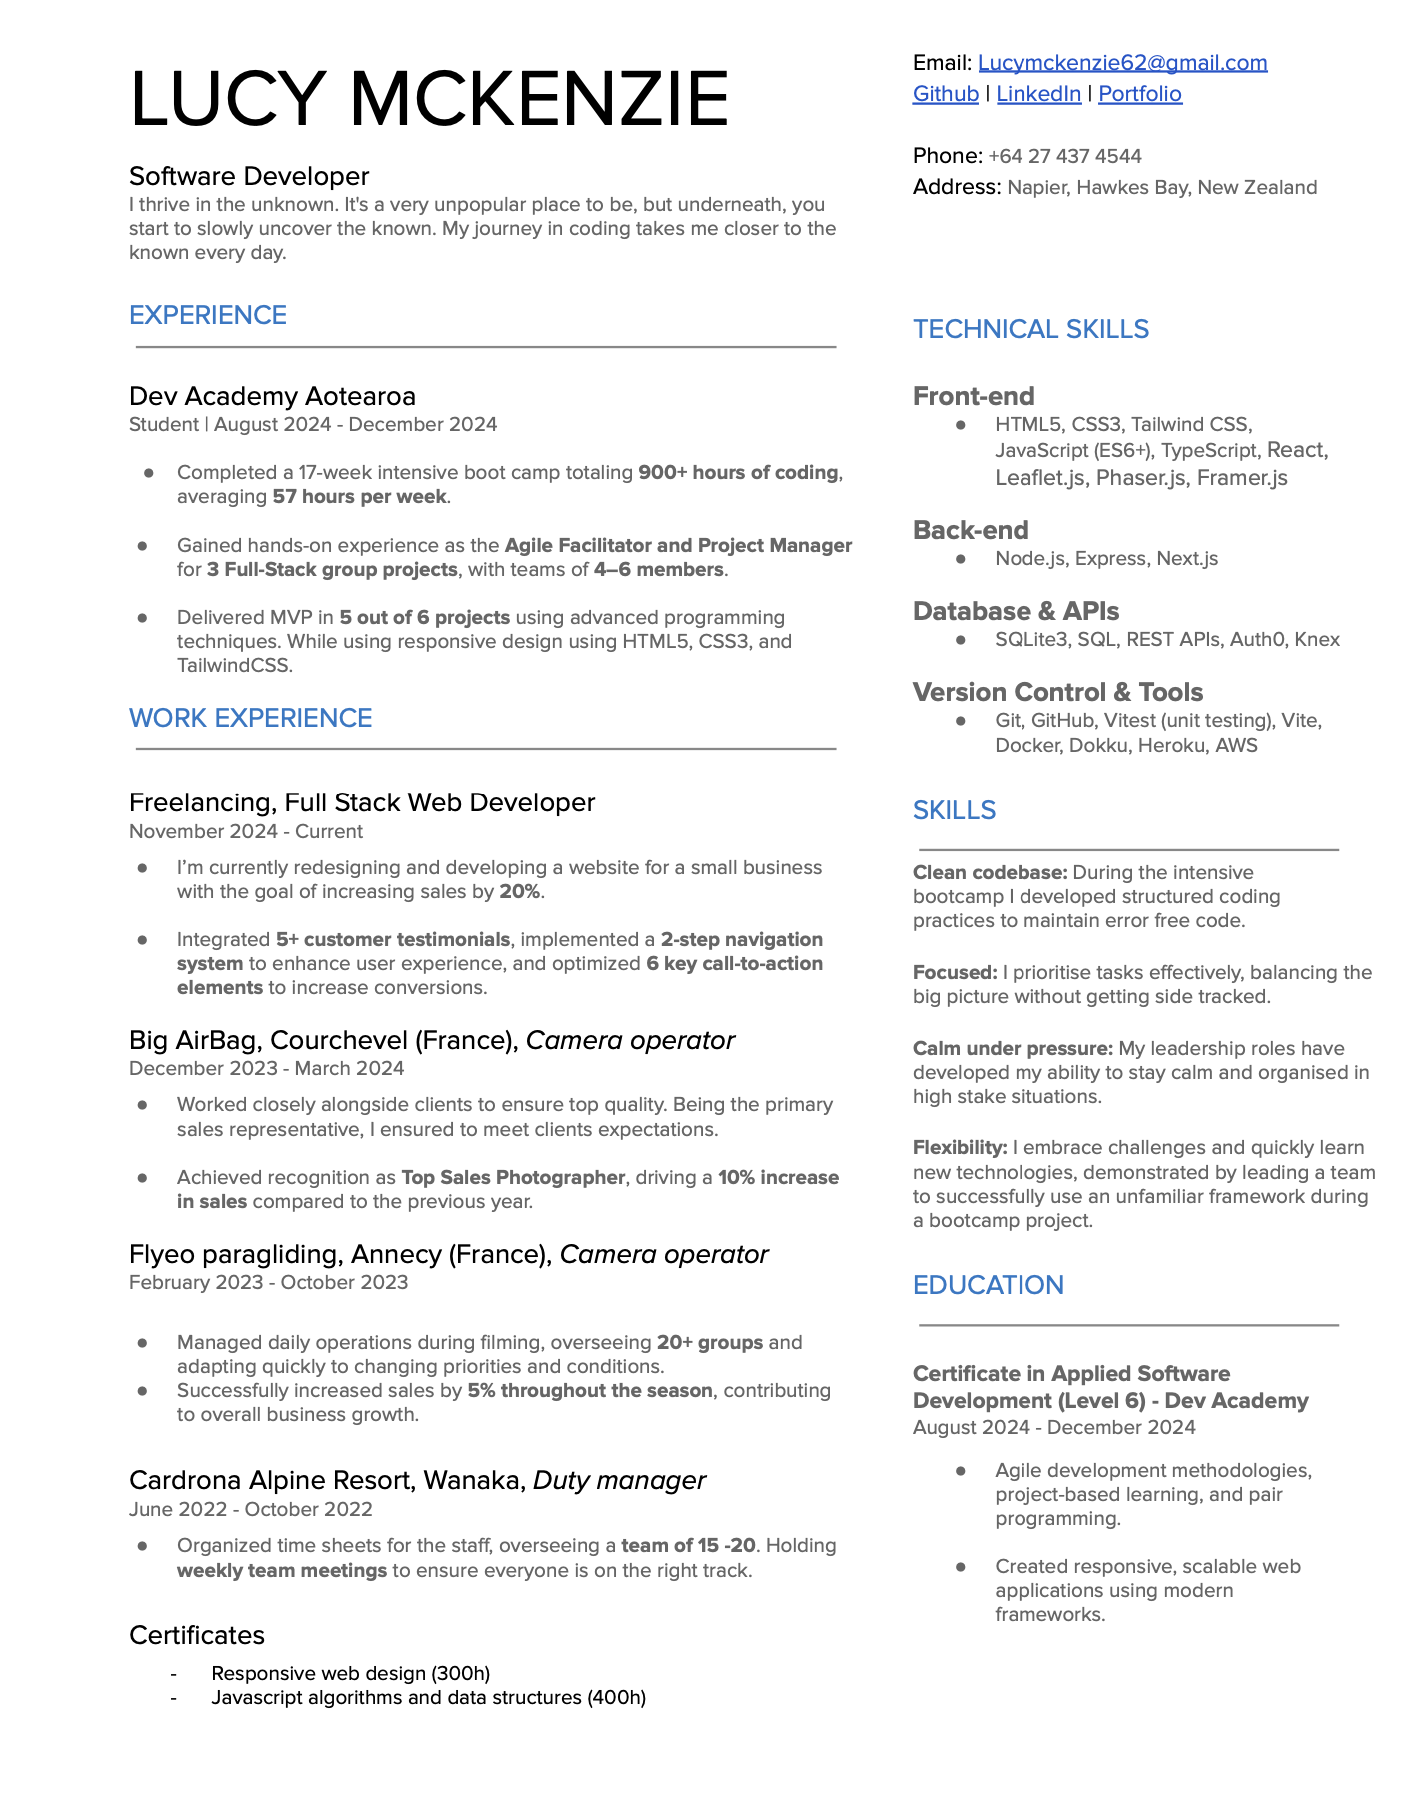 LUCY MCKENZIE
Software Developer
I thrive in the unknown. It's a very unpopular place to be, but underneath, you
start to slowly uncover the known. My journey in coding takes me closer to the
known every day.
EXPERIENCE
Dev Academy Aotearoa
Student | August 2024 - December 2024
● Completed a 17-week intensive boot camp totaling 900+ hours of coding,
averaging 57 hours per week.
● Gained hands-on experience as the Agile Facilitator and Project Manager
for 3 Full-Stack group projects, with teams of 4–6 members.
● Delivered MVP in 5 out of 6 projects using advanced programming
techniques. While using responsive design using HTML5, CSS3, and
TailwindCSS.
WORK EXPERIENCE
Freelancing, Full Stack Web Developer
November 2024 - Current
● I’m currently redesigning and developing a website for a small business
with the goal of increasing sales by 20%.
● Integrated 5+ customer testimonials, implemented a 2-step navigation
system to enhance user experience, and optimized 6 key call-to-action
elements to increase conversions.
Big AirBag, Courchevel (France), Camera operator
December 2023 - March 2024
● Worked closely alongside clients to ensure top quality. Being the primary
sales representative, I ensured to meet clients expectations.
● Achieved recognition as Top Sales Photographer, driving a 10% increase
in sales compared to the previous year.
Flyeo paragliding, Annecy (France), Camera operator
February 2023 - October 2023
● Managed daily operations during filming, overseeing 20+ groups and
adapting quickly to changing priorities and conditions.
● Successfully increased sales by 5% throughout the season, contributing
to overall business growth.
Cardrona Alpine Resort, Wanaka, Duty manager
June 2022 - October 2022
● Organized time sheets for the staff, overseeing a team of 15 -20. Holding
weekly team meetings to ensure everyone is on the right track.
Certificates
- Responsive web design (300h)
- Javascript algorithms and data structures (400h)
Email: Lucymckenzie62@gmail.com
Github | LinkedIn | Portfolio
Phone: +64 27 437 4544
Address: Napier, Hawkes Bay, New Zealand
TECHNICAL SKILLS
Front-end
● HTML5, CSS3, Tailwind CSS,
JavaScript (ES6+), TypeScript, React,
Leaflet.js, Phaser.js, Framer.js
Back-end
● Node.js, Express, Next.js
Database & APIs
● SQLite3, SQL, REST APIs, Auth0, Knex
Version Control & Tools
● Git, GitHub, Vitest (unit testing), Vite,
Docker, Dokku, Heroku, AWS
SKILLS
Clean codebase: During the intensive
bootcamp I developed structured coding
practices to maintain error free code.
Focused: I prioritise tasks effectively, balancing the
big picture without getting side tracked.
Calm under pressure: My leadership roles have
developed my ability to stay calm and organised in
high stake situations.
Flexibility: I embrace challenges and quickly learn
new technologies, demonstrated by leading a team
to successfully use an unfamiliar framework during
a bootcamp project.
EDUCATION
Certificate in Applied Software
Development (Level 6) - Dev Academy
August 2024 - December 2024
● Agile development methodologies,
project-based learning, and pair
programming.
● Created responsive, scalable web
applications using modern
frameworks.